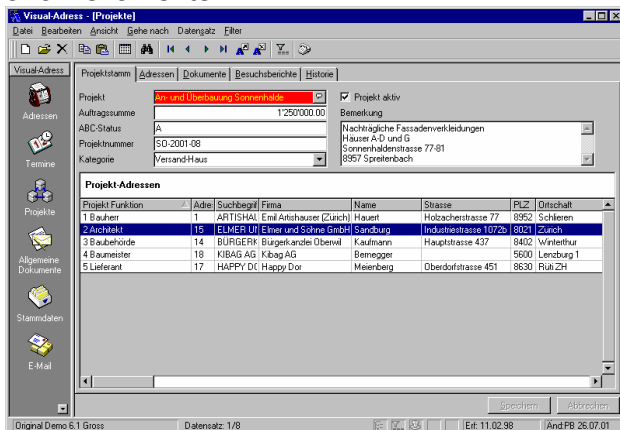 Visual-Adress - [Projekte]
Datei Bearbeiten Ansicht Gehe nach Datensatz Filter
Visual-Adress
Adressen
Termine
Projekte
Allgemeine
Dokumente
Stammdaten
E-Mail
Projektstamm Adressen Dokumente Besuchsberichte Historie
Projekt An- und Überbauung Sonnenhalde
Projekt aktiv
Auftragssumme 1'250'000.00
Bemerkung
ABC-Status A
Projektnummer SO-2001-08
Kategorie Versand-Haus
Nachträgliche Fassadenverkleidungen
Häuser A-D und G
Sonnenhaldenstrasse 77-81
8957 Spreitenbach
Projekt-Adressen
Projekt Funktion Adre: Suchbegrif Firma Name Strasse PLZ Ortschaft
1 Bauherr 1 ARTISHAU Emil Artishauser (Zürich) Hauert Holzacherstrasse 77 8952 Schlieren
2 Architekt 15 ELMER UN Elmer und Söhne GmbH Sandburg Industriestrasse 1072b 8021 Zürich
3 Baubehörde 14 BÜRGERK Bürgerkanzlei Oberwil Kaufmann Hauptstrasse 437 8402 Winterthur
4 Baumeister 18 KIBAG AG Kibag AG Bernegger 5600 Lenzburg 1
5 Lieferant 17 HAPPY DO Happy Dor Meienberg Oberdorfstrasse 451 8630 Rüti ZH
Speichern Abbrechen
Original Demo 6.1 Gross Datensatz: 1/8 Erf: 11.02.98 Änd:PB 26.07.01